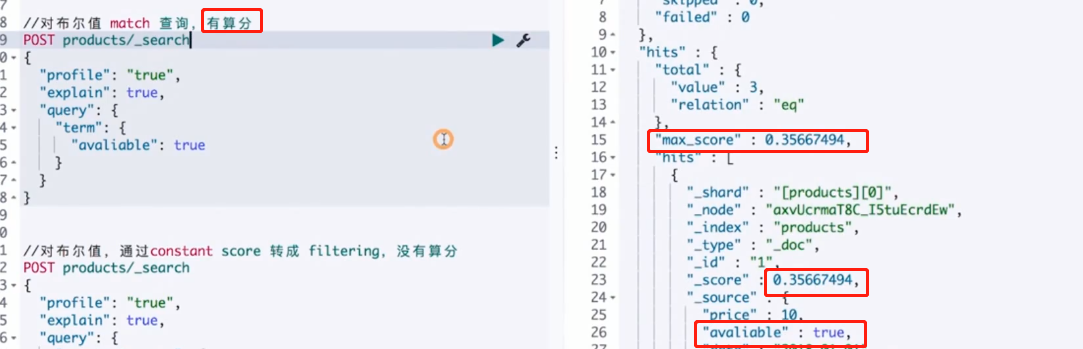 7
8 //对布尔值 match 查询，有算分
9 POST products/_search
0 {
1 "profile": "true",
2 "explain": true,
3 "query": {
4 "term": {
5 "avaliable": true
6 }
7 }
8 }
9
0
1 //对布尔值，通过constant score 转成 filtering，没有算分
2 POST products/_search
3 {
4 "profile": "true",
5 "explain": true,
6 "query": {
7 "skipped" : 0,
8 "failed" : 0
9 },
10 "hits" : {
11 "total" : {
12 "value" : 3,
13 "relation" : "eq"
14 },
15 "max_score" : 0.35667494,
16 "hits" : [
17 {
18 "_shard" : "[products][0]",
19 "_node" : "axvUcrmaT8C_I5tuEcrdEw",
20 "_index" : "products",
21 "_type" : "_doc",
22 "_id" : "1",
23 "_score" : 0.35667494,
24 "_source" : {
25 "price" : 10,
26 "avaliable" : true,
27